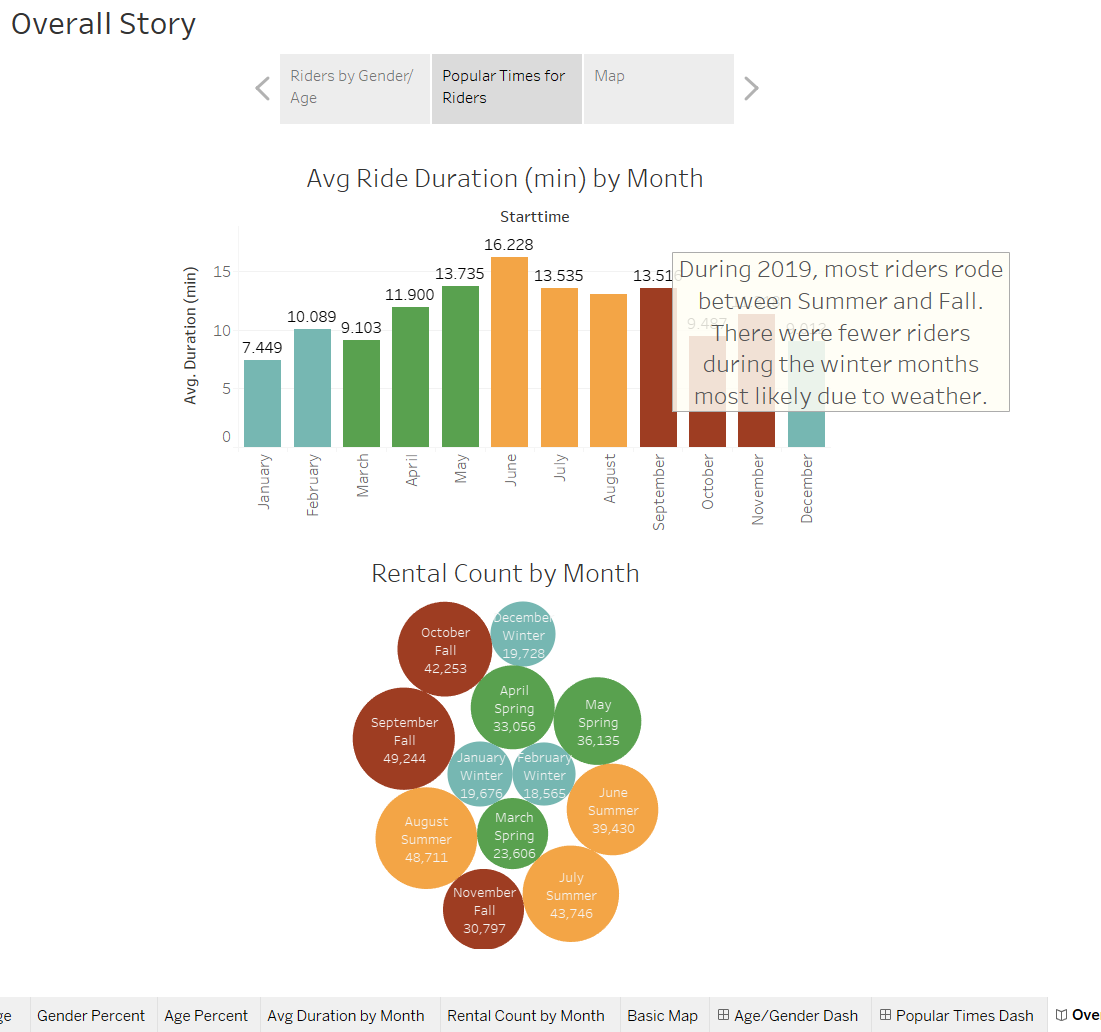 Overall Story
Riders by Gender/
Age
Popular Times for
Riders
Map
Avg Ride Duration (min) by Month
Starttime
Avg. Duration (min)
15
10
5
0
7.449
10.089
9.103
11.900
13.735
16.228
13.535
13.516
9.487
9.013
During 2019, most riders rode
between Summer and Fall.
There were fewer riders
during the winter months
most likely due to weather.
January
February
March
April
May
June
July
August
September
October
November
December
Rental Count by Month
October
Fall
42,253
December
Winter
19,728
April
Spring
33,056
May
Spring
36,135
September
Fall
49,244
January
Winter
19,676
February
Winter
18,565
June
Summer
39,430
August
Summer
48,711
March
Spring
23,606
July
Summer
43,746
November
Fall
30,797
ge
Gender Percent
Age Percent
Avg Duration by Month
Rental Count by Month
Basic Map
Age/Gender Dash
Popular Times Dash
Ove